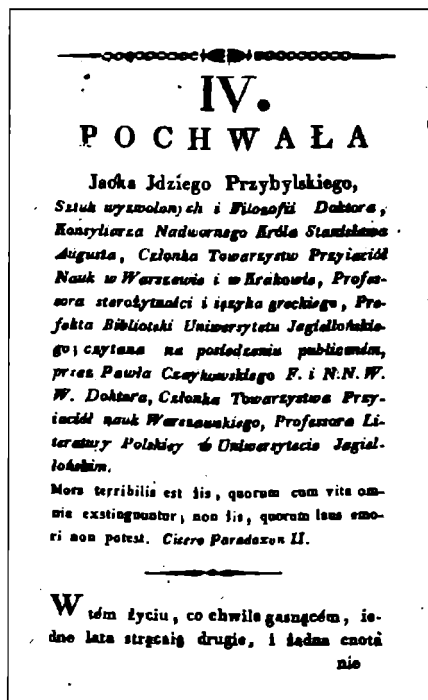 IV.
POCHWAŁA
Jacka Jdziego Przybylskiego,
Sztuk wyzwolonych i Filozofii Doktora,
Konsyliarza Nadwornego Króla Stanisława
Augusta, Członka Towarzystw Przyiaciół
Nauk w Warszawie i w Krakowie, Profes-
sora starożytności i ięzyka greckiego, Pre-
fekta Biblioteki Uniwersytetu Jagiellońskie-
go; czytana na posiedzeniu publiczném,
przez Pawła Czaykowskiego F. i N.N. W.
W. Doktora, Członka Towarzystwa Przy-
iaciół nauk Warszawskiego, Professora Li-
teratury Polskiey w Uniwersytecie Jagiel-
lońskim.
Mors terribilis est iis, quorum cum vita om-
nia exstinguuntur; non iis, quorum laus emo-
ri non potest. Cicero Paradoxon II.
W tém życiu, co chwila gasnącém, ie-
dne lata strącaią drugie, i żadna cnota
nie